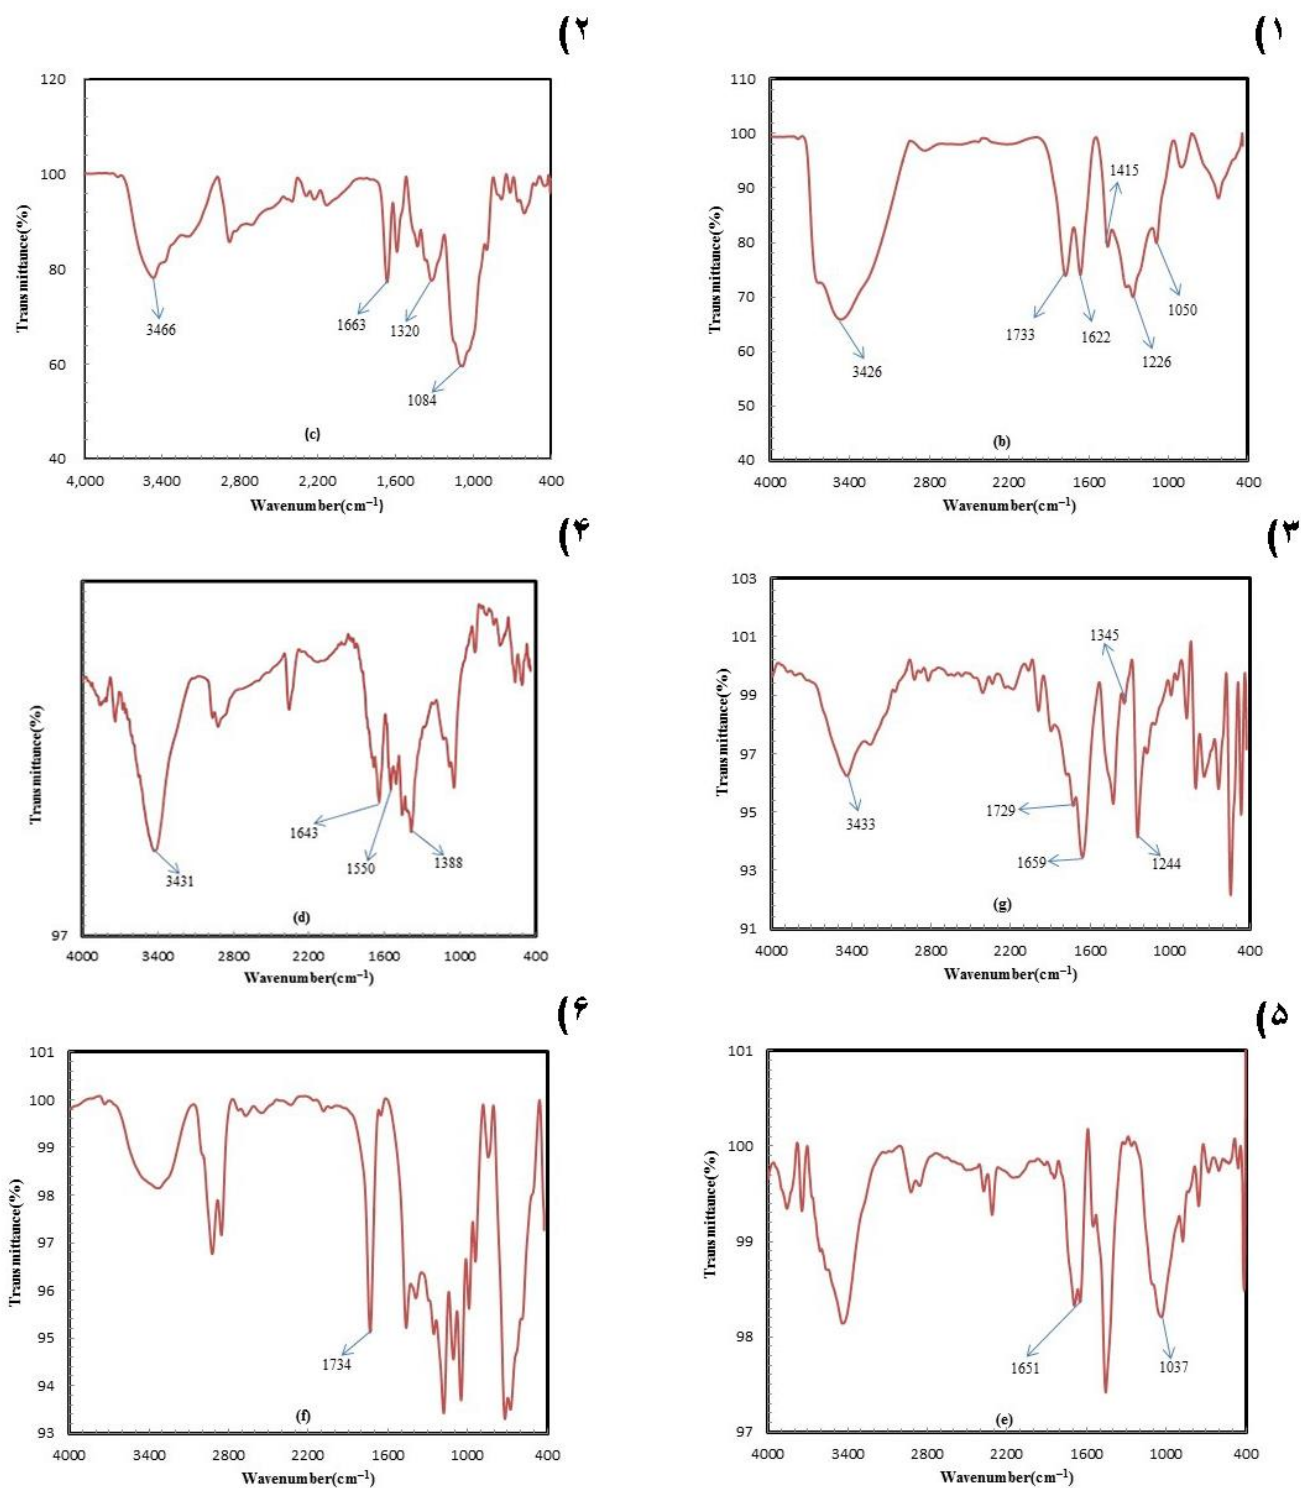 ۱)
110
100
90
80
70
60
50
40
Transmittance(%)
1415
1733
1622
1050
1226
3426
(b)
4000 3400 2800 2200 1600 1000 400
Wavenumber(cm⁻¹)
۲)
120
100
80
60
40
Transmittance(%)
3466
1663
1320
1084
(c)
4,000 3,400 2,800 2,200 1,600 1,000 400
Wavenumber(cm⁻¹)
۳)
103
101
99
97
95
93
91
Transmittance(%)
1345
1729
3433
1659
1244
(g)
4000 3400 2800 2200 1600 1000 400
Wavenumber(cm⁻¹)
۴)
97
Transmittance(%)
1643
1550
1388
3431
(d)
4000 3400 2800 2200 1600 1000 400
Wavenumber(cm⁻¹)
۵)
101
100
99
98
97
Transmittance(%)
1651
1037
(e)
4000 3400 2800 2200 1600 1000 400
Wavenumber(cm⁻¹)
۶)
101
100
99
98
97
96
95
94
93
Transmittance(%)
1734
(f)
4000 3400 2800 2200 1600 1000 400
Wavenumber(cm⁻¹)